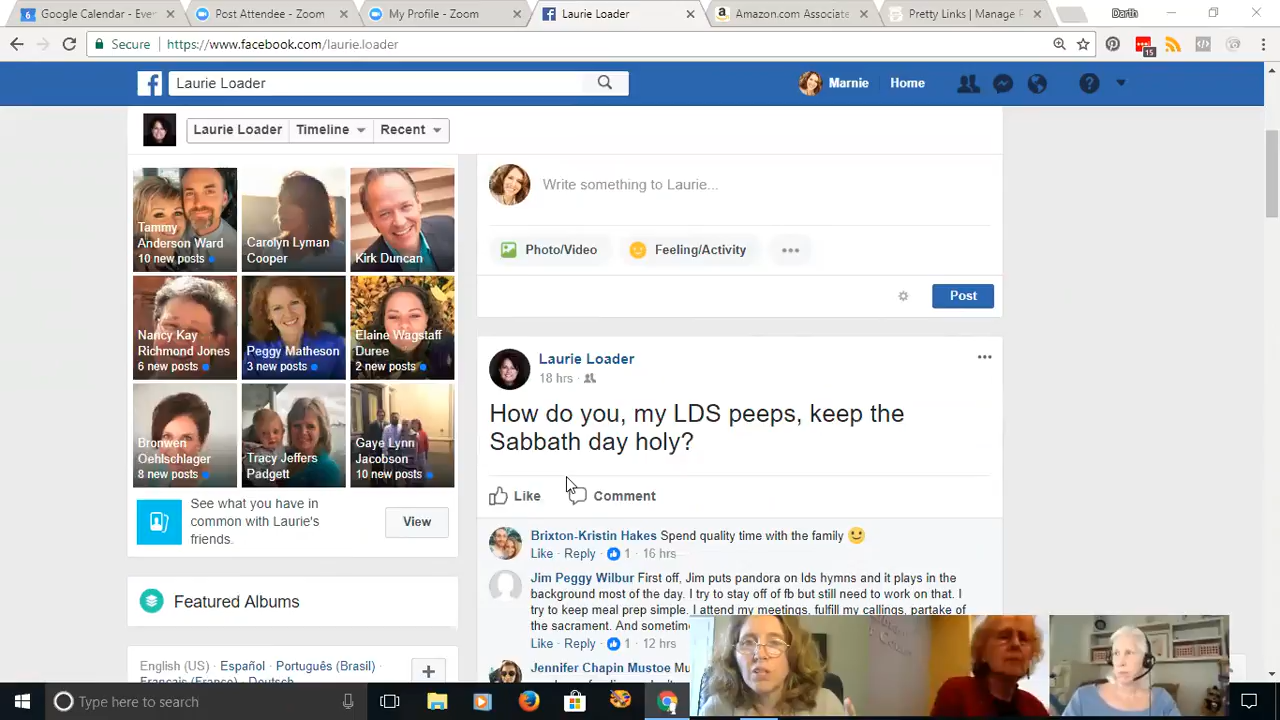 Google Calendar - Ever
Post Attendee - Zoom
My Profile - Zoom
Laurie Loader
Amazon.com Associate
Pretty Links | Manage P
Darth
Secure
https://www.facebook.com/laurie.loader
15
Laurie Loader
Marnie
Home
Laurie Loader
Timeline
Recent
Tammy
Anderson Ward
10 new posts
Carolyn Lyman
Cooper
Kirk Duncan
Nancy Kay
Richmond Jones
6 new posts
Peggy Matheson
3 new posts
Elaine Wagstaff
Duree
2 new posts
Bronwen
Oehlschlager
8 new posts
Tracy Jeffers
Padgett
Gaye Lynn
Jacobson
10 new posts
See what you have in
common with Laurie's
friends.
View
Featured Albums
English (US) · Español · Português (Brasil) ·
Français (France) · Deutsch
Write something to Laurie...
Photo/Video
Feeling/Activity
Post
Laurie Loader
18 hrs ·
How do you, my LDS peeps, keep the
Sabbath day holy?
Like
Comment
Brixton-Kristin Hakes Spend quality time with the family
Like · Reply · 1 · 16 hrs
Jim Peggy Wilbur First off, Jim puts pandora on lds hymns and it plays in the
background most of the day. I try to stay off of fb but still need to work on that. I
try to keep meal prep simple. I attend my meetings, fulfill my callings, partake of
the sacrament. And sometim
Like · Reply · 1 · 12 hrs
Jennifer Chapin Mustoe Mu
Type here to search